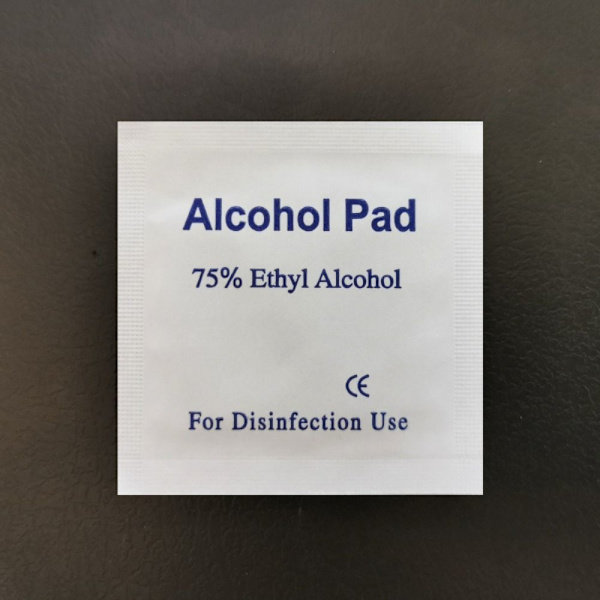 Alcohol Pad
75% Ethyl Alcohol
CE
For Disinfection Use